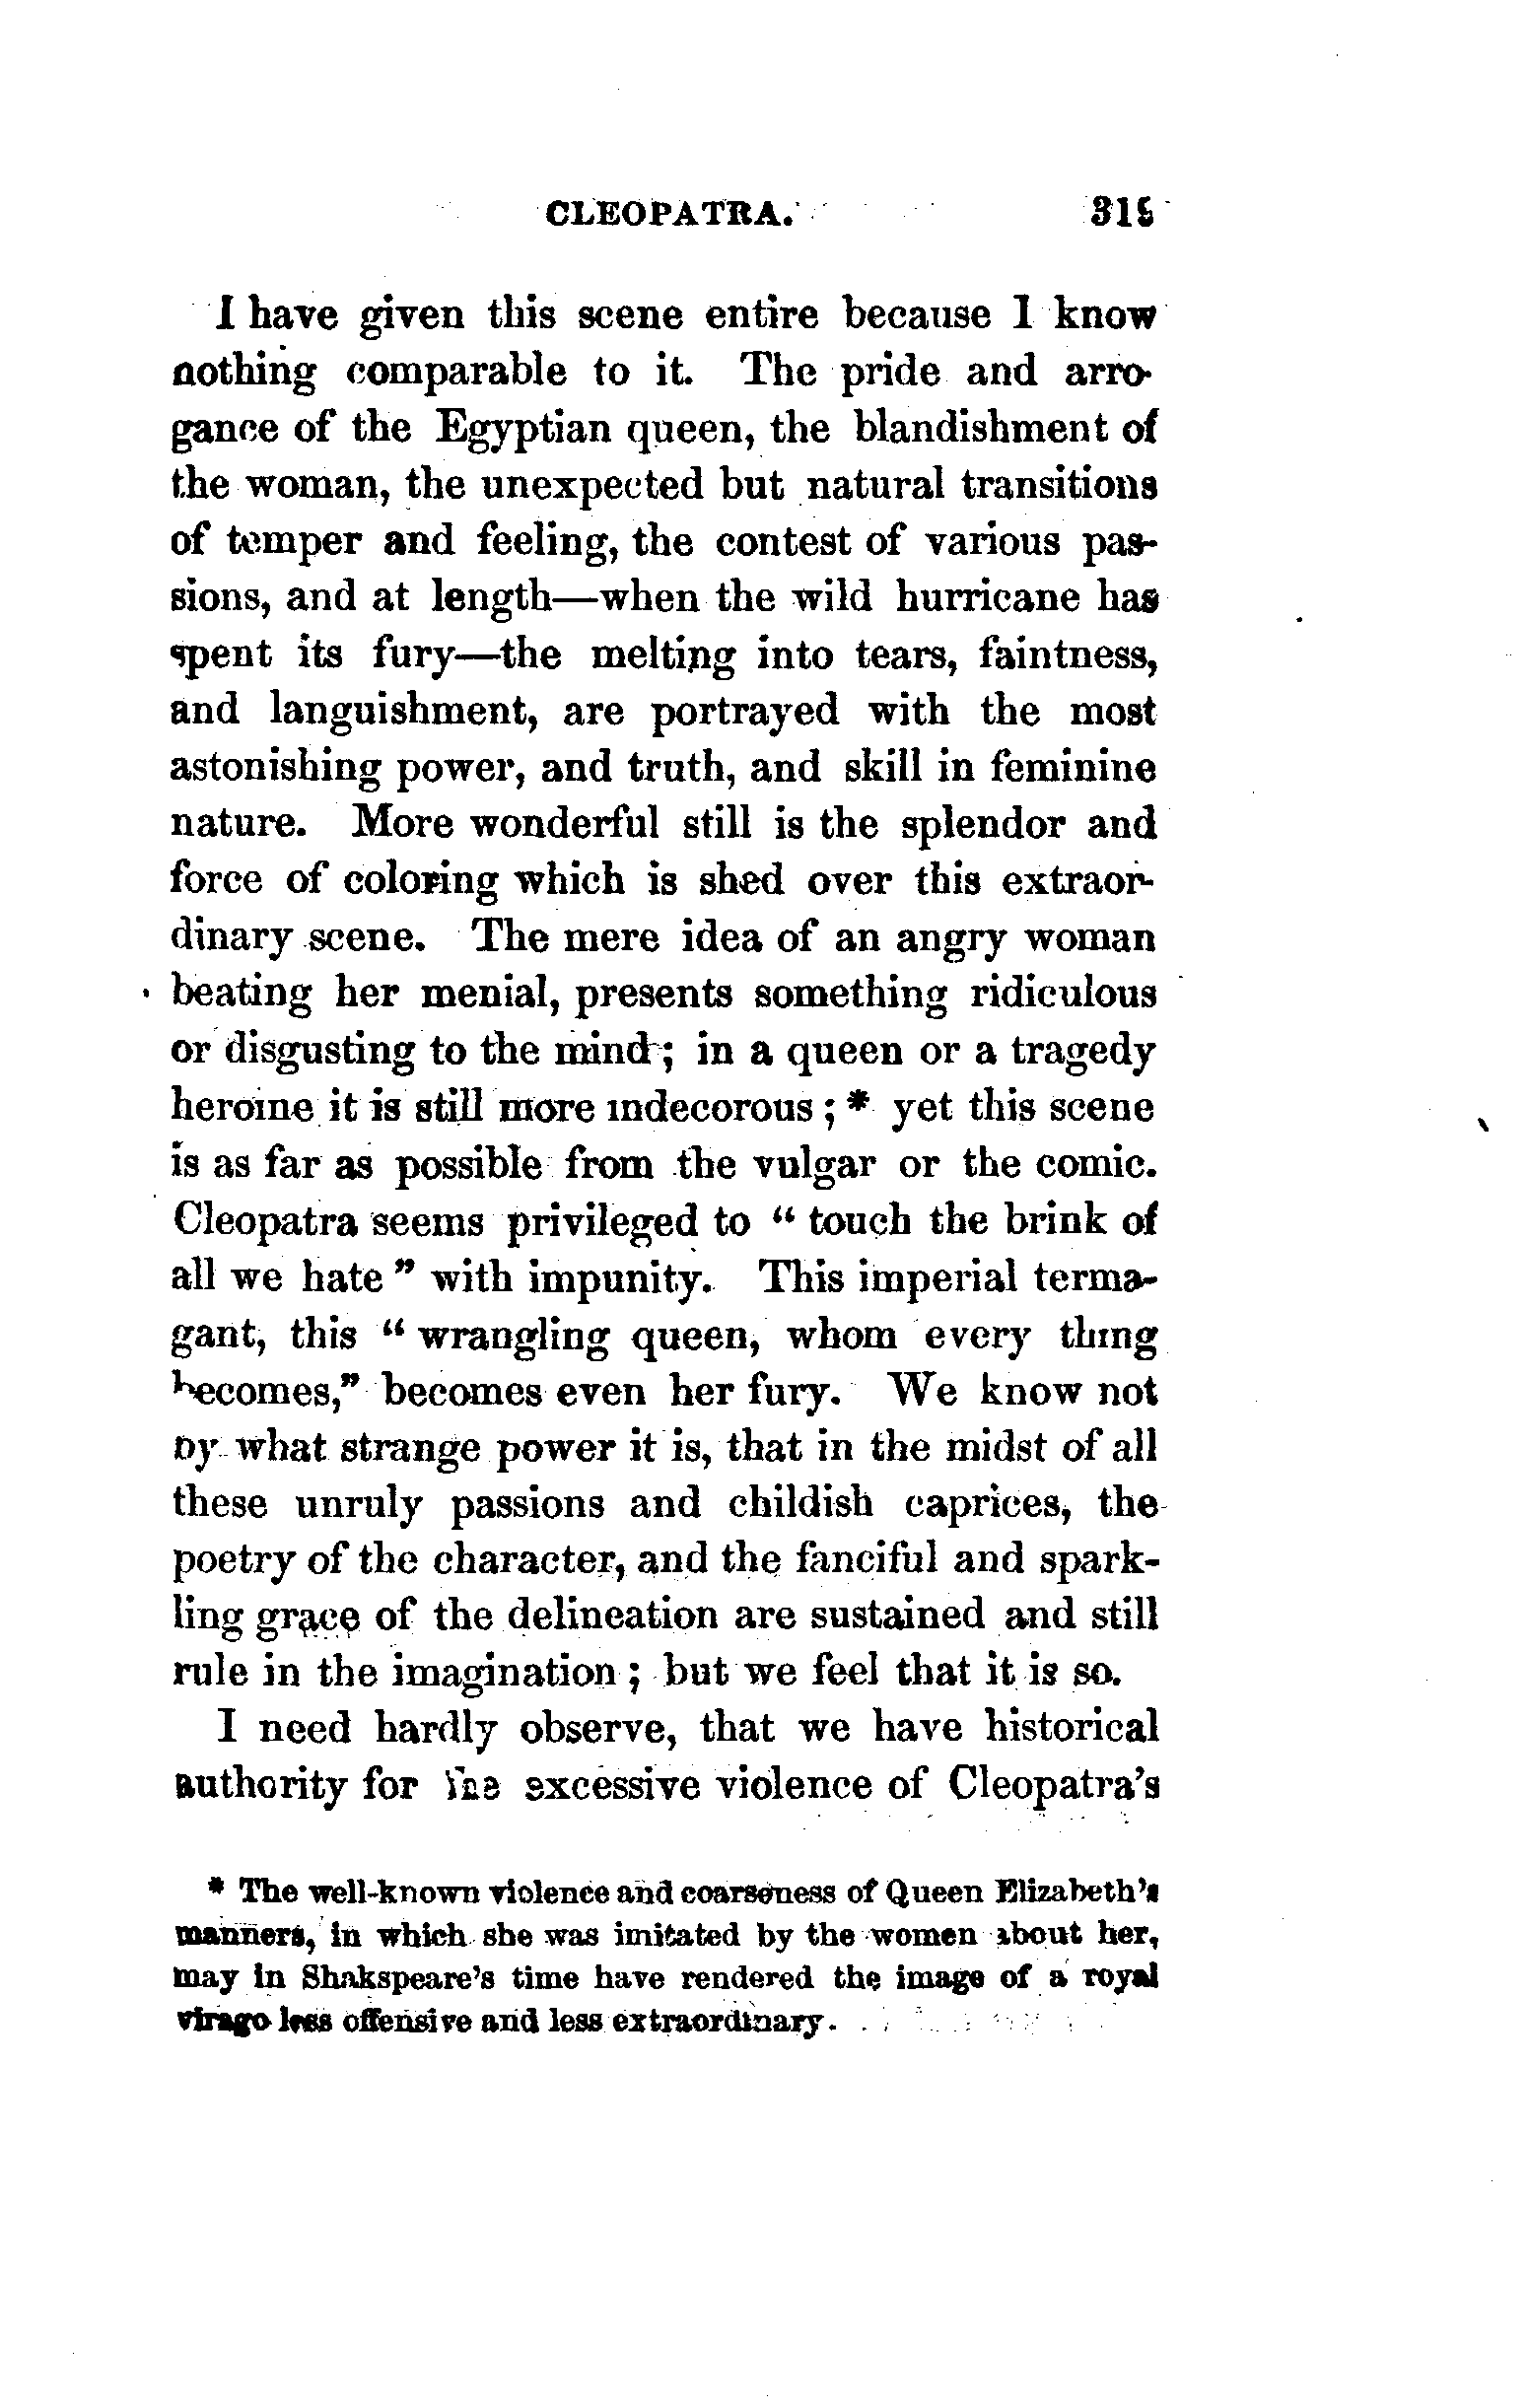 CLEOPATRA. 315
I have given this scene entire because I know
nothing comparable to it. The pride and arro-
gance of the Egyptian queen, the blandishment of
the woman, the unexpected but natural transitions
of temper and feeling, the contest of various pas-
sions, and at length—when the wild hurricane has
spent its fury—the melting into tears, faintness,
and languishment, are portrayed with the most
astonishing power, and truth, and skill in feminine
nature. More wonderful still is the splendor and
force of coloring which is shed over this extraor-
dinary scene. The mere idea of an angry woman
beating her menial, presents something ridiculous
or disgusting to the mind; in a queen or a tragedy
heroine it is still more indecorous; * yet this scene
is as far as possible from the vulgar or the comic.
Cleopatra seems privileged to " touch the brink of
all we hate " with impunity. This imperial terma-
gant, this " wrangling queen, whom every thing
becomes," becomes even her fury. We know not
by what strange power it is, that in the midst of all
these unruly passions and childish caprices, the
poetry of the character, and the fanciful and spark-
ling grace of the delineation are sustained and still
rule in the imagination; but we feel that it is so.
I need hardly observe, that we have historical
authority for the excessive violence of Cleopatra's
* The well-known violence and coarseness of Queen Elizabeth's
manners, in which she was imitated by the women about her,
may in Shakspeare's time have rendered the image of a royal
virago less offensive and less extraordinary.